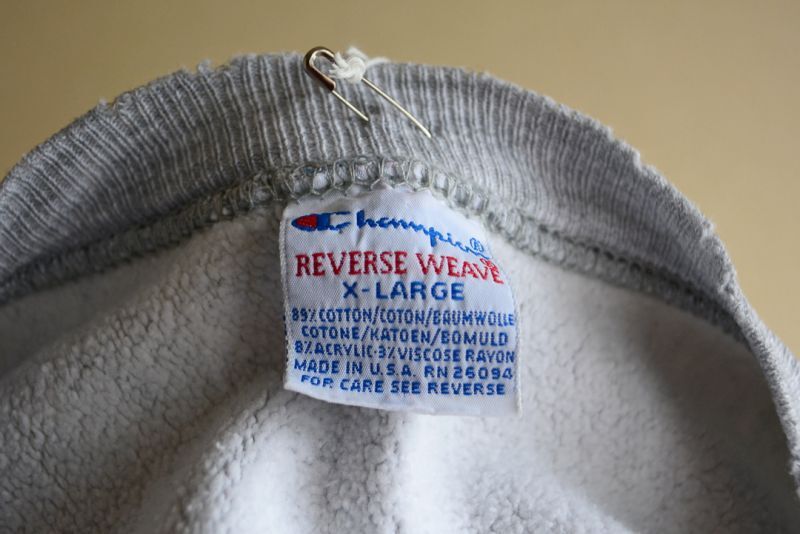 Champion®
REVERSE WEAVE®
X-LARGE
89% COTTON/COTON/BAUMWOLLE
COTONE/KATOEN/BOMULD
8% ACRYLIC-3% VISCOSE RAYON
MADE IN U.S.A. RN 26094
FOR CARE SEE REVERSE